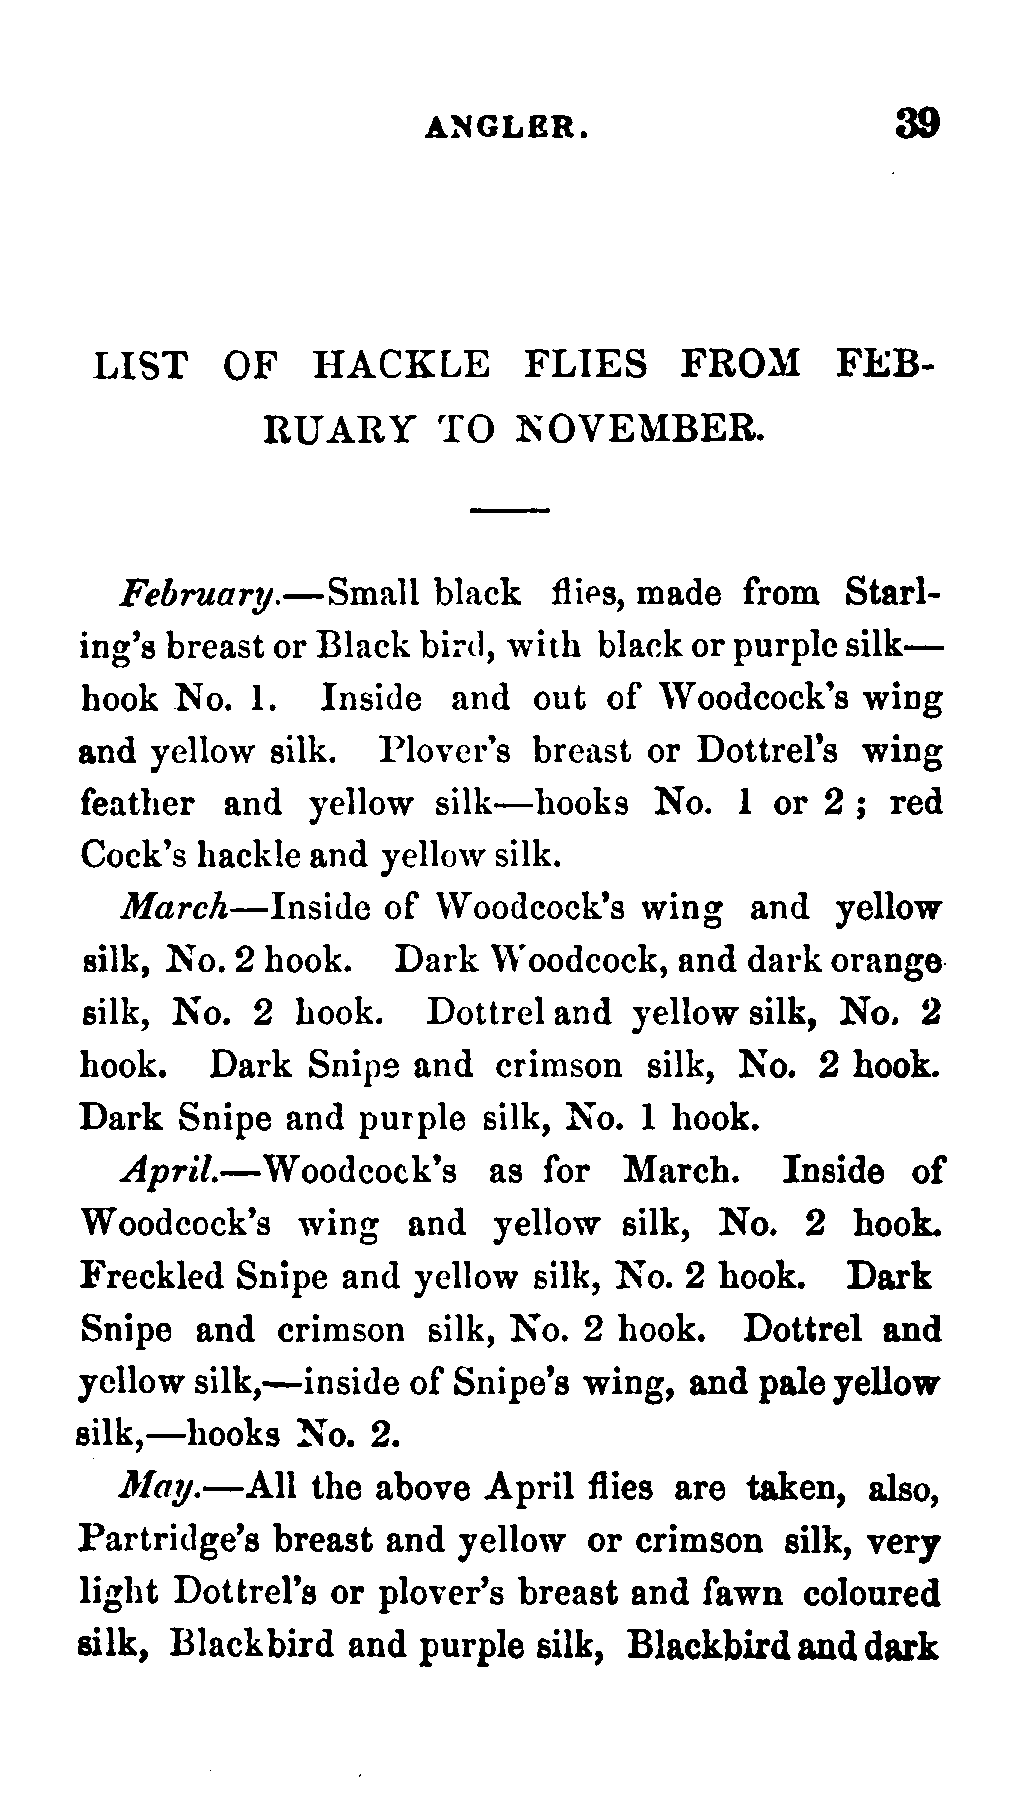 ANGLER. 39
LIST OF HACKLE FLIES FROM FEB-
RUARY TO NOVEMBER.
February.—Small black flies, made from Starl-
ing's breast or Black bird, with black or purple silk—
hook No. 1. Inside and out of Woodcock's wing
and yellow silk. Plover's breast or Dottrel's wing
feather and yellow silk—hooks No. 1 or 2 ; red
Cock's hackle and yellow silk.
March—Inside of Woodcock's wing and yellow
silk, No. 2 hook. Dark Woodcock, and dark orange
silk, No. 2 hook. Dottrel and yellow silk, No. 2
hook. Dark Snipe and crimson silk, No. 2 hook.
Dark Snipe and purple silk, No. 1 hook.
April.—Woodcock's as for March. Inside of
Woodcock's wing and yellow silk, No. 2 hook.
Freckled Snipe and yellow silk, No. 2 hook. Dark
Snipe and crimson silk, No. 2 hook. Dottrel and
yellow silk,—inside of Snipe's wing, and pale yellow
silk,—hooks No. 2.
May.—All the above April flies are taken, also,
Partridge's breast and yellow or crimson silk, very
light Dottrel's or plover's breast and fawn coloured
silk, Blackbird and purple silk, Blackbird and dark